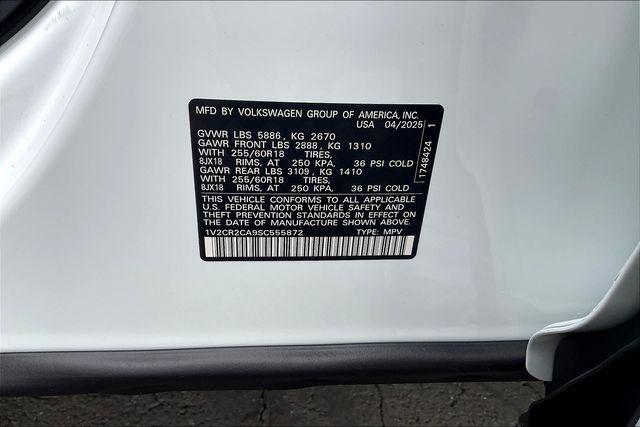 MFD BY VOLKSWAGEN GROUP OF AMERICA, INC.
USA 04/2025
GVWR LBS 5886, KG 2670
GAWR FRONT LBS 2888, KG 1310
WITH 255/60R18 TIRES,
8JX18 RIMS, AT 250 KPA, 36 PSI COLD
GAWR REAR LBS 3109, KG 1410
WITH 255/60R18 TIRES,
8JX18 RIMS, AT 250 KPA, 36 PSI COLD
THIS VEHICLE CONFORMS TO ALL APPLICABLE
U.S. FEDERAL MOTOR VEHICLE SAFETY AND
THEFT PREVENTION STANDARDS IN EFFECT ON
THE DATE OF MANUFACTURE SHOWN ABOVE.
1V2CR2CA9SC555872 TYPE: MPV
1748424 1